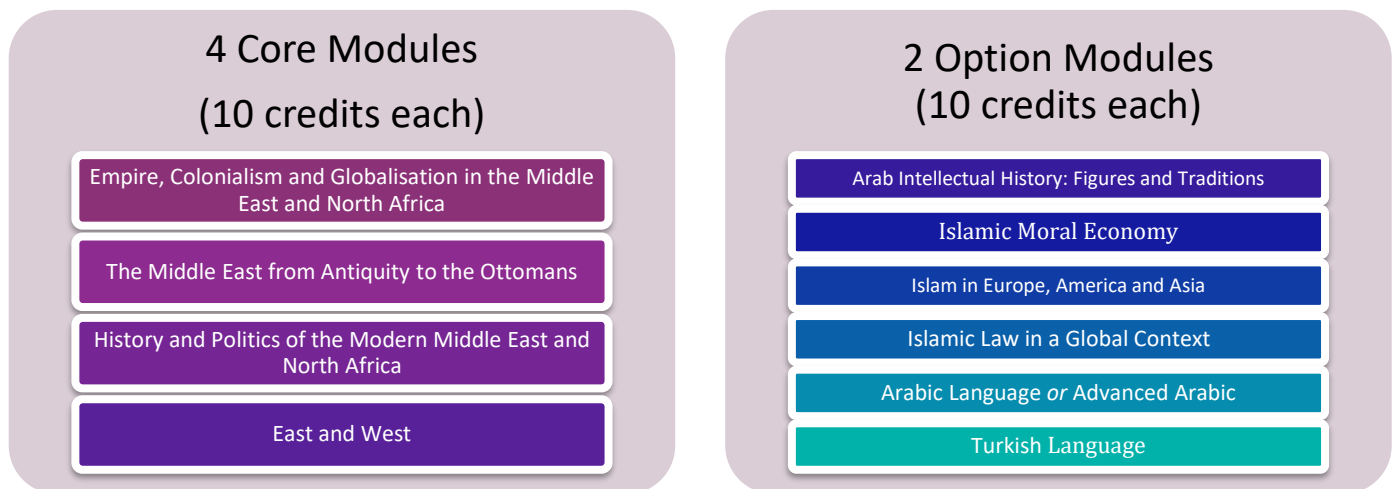 4 Core Modules
(10 credits each)
Empire, Colonialism and Globalisation in the Middle
East and North Africa
The Middle East from Antiquity to the Ottomans
History and Politics of the Modern Middle East and
North Africa
East and West
2 Option Modules
(10 credits each)
Arab Intellectual History: Figures and Traditions
Islamic Moral Economy
Islam in Europe, America and Asia
Islamic Law in a Global Context
Arabic Language or Advanced Arabic
Turkish Language